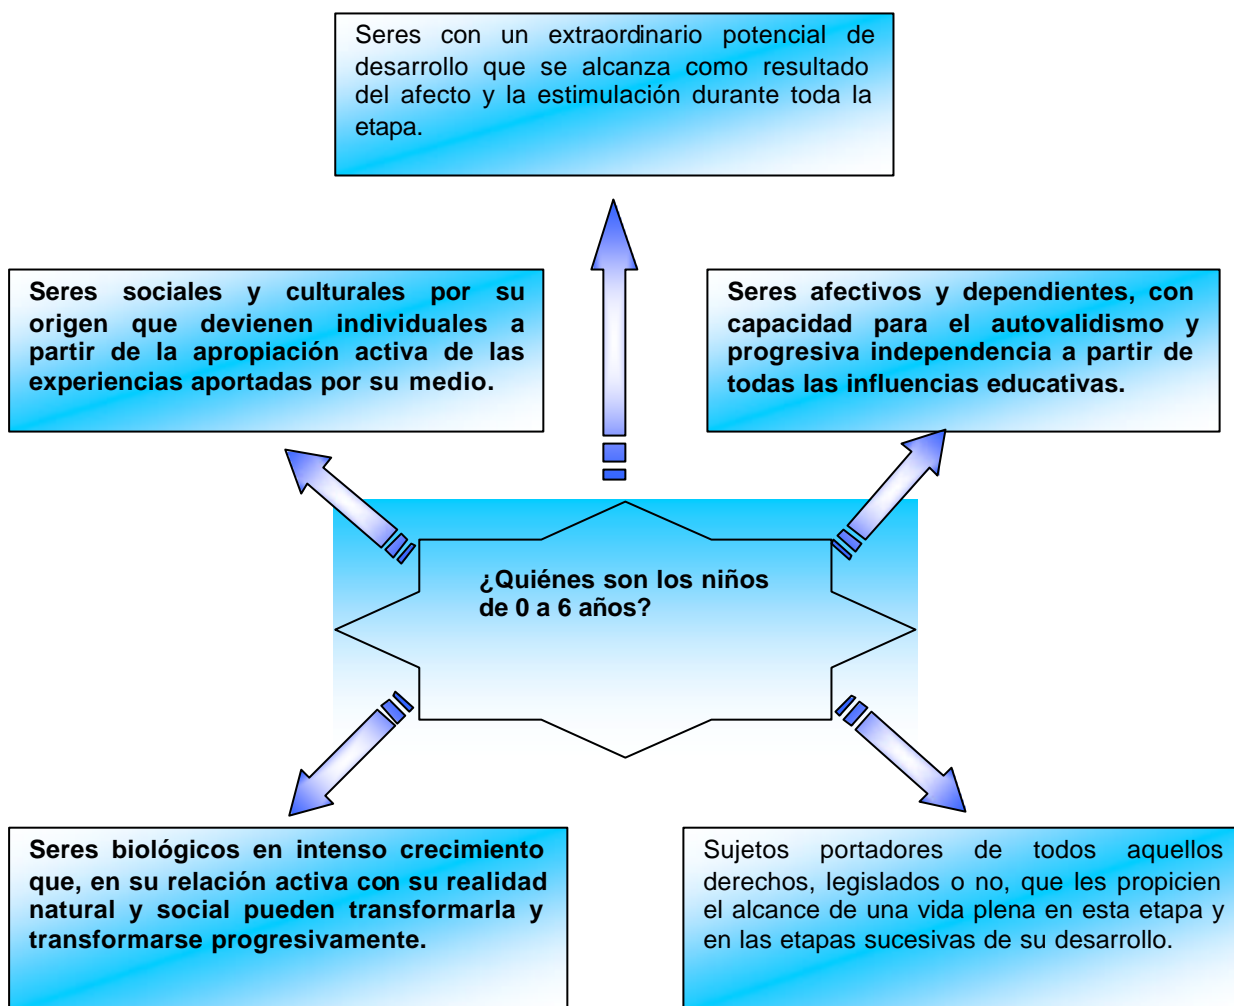 Seres con un extraordinario potencial de
desarrollo que se alcanza como resultado
del afecto y la estimulación durante toda la
etapa.
Seres sociales y culturales por su
origen que devienen individuales a
partir de la apropiación activa de las
experiencias aportadas por su medio.
Seres afectivos y dependientes, con
capacidad para el autovalidismo y
progresiva independencia a partir de
todas las influencias educativas.
¿Quiénes son los niños
de 0 a 6 años?
Seres biológicos en intenso crecimiento
que, en su relación activa con su realidad
natural y social pueden transformarla y
transformarse progresivamente.
Sujetos portadores de todos aquellos
derechos, legislados o no, que les propicien
el alcance de una vida plena en esta etapa y
en las etapas sucesivas de su desarrollo.